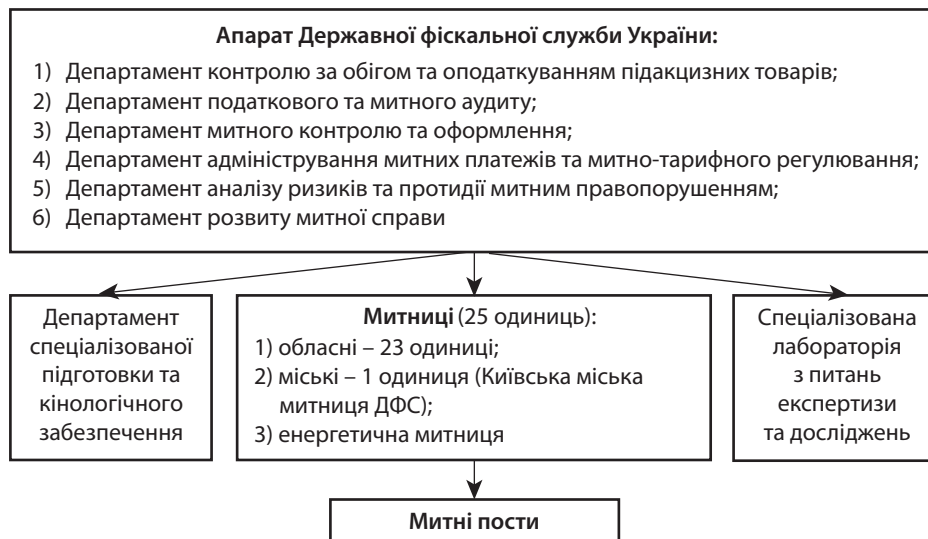 Апарат Державної фіскальної служби України:
1) Департамент контролю за обігом та оподаткуванням підакцизних товарів;
2) Департамент податкового та митного аудиту;
3) Департамент митного контролю та оформлення;
4) Департамент адміністрування митних платежів та митно-тарифного регулювання;
5) Департамент аналізу ризиків та протидії митним правопорушенням;
6) Департамент розвиту митної справи
Департамент
спеціалізованої
підготовки та
кінологічного
забезпечення
Митниці (25 одиниць):
1) обласні – 23 одиниці;
2) міські – 1 одиниця (Київська міська
митниця ДФС);
3) енергетична митниця
Спеціалізована
лабораторія
з питань
експертизи
та досліджень
Митні пости